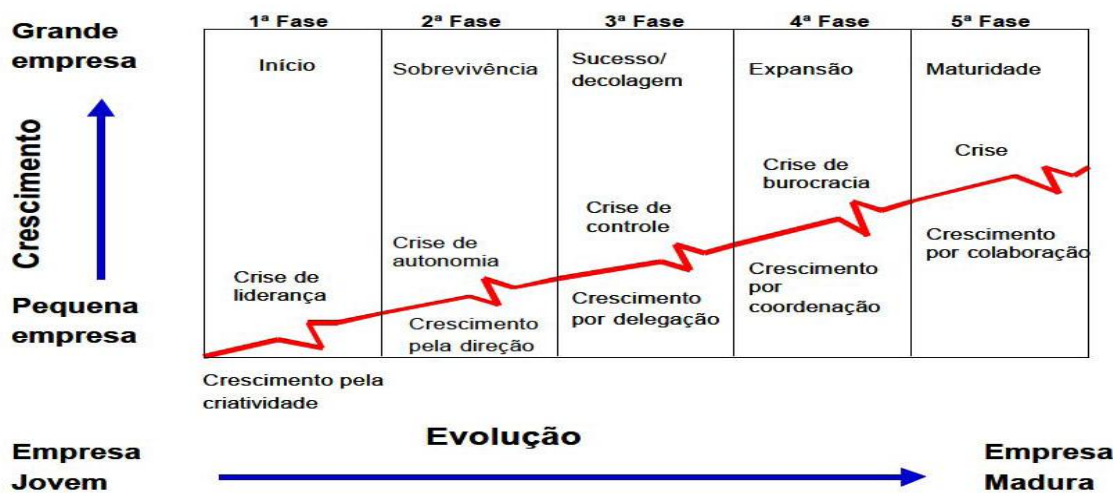 1ª Fase
2ª Fase
3ª Fase
4ª Fase
5ª Fase
Grande
empresa
Início
Sobrevivência
Sucesso/
decolagem
Expansão
Maturidade
Crescimento
Crise de
liderança
Crise de
autonomia
Crise de
controle
Crise de
burocracia
Crise
Pequena
empresa
Crescimento pela
criatividade
Crescimento
pela direção
Crescimento
por delegação
Crescimento
por
coordenação
Crescimento
por colaboração
Evolução
Empresa
Jovem
Empresa
Madura